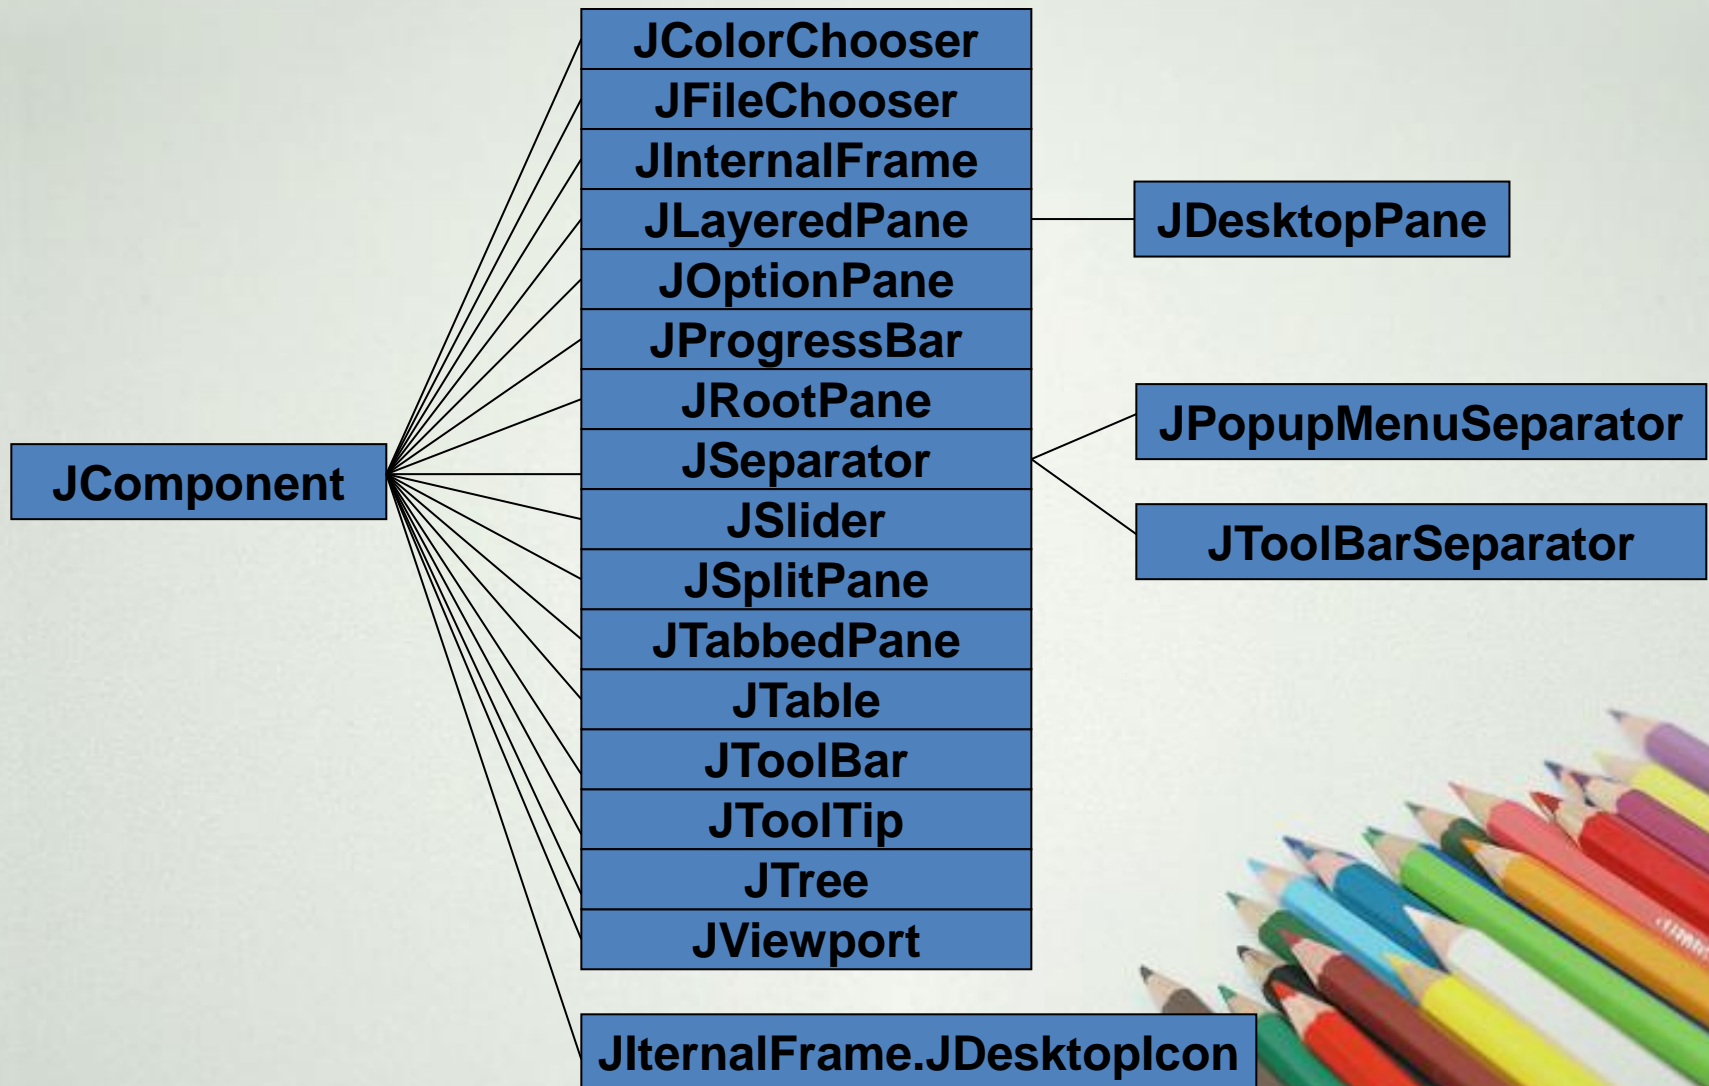 JColorChooser
JFileChooser
JInternalFrame
JLayeredPane
JDesktopPane
JOptionPane
JProgressBar
JRootPane
JPopupMenuSeparator
JSeparator
JComponent
JSlider
JToolBarSeparator
JSplitPane
JTabbedPane
JTable
JToolBar
JToolTip
JTree
JViewport
JIternalFrame.JDesktopIcon